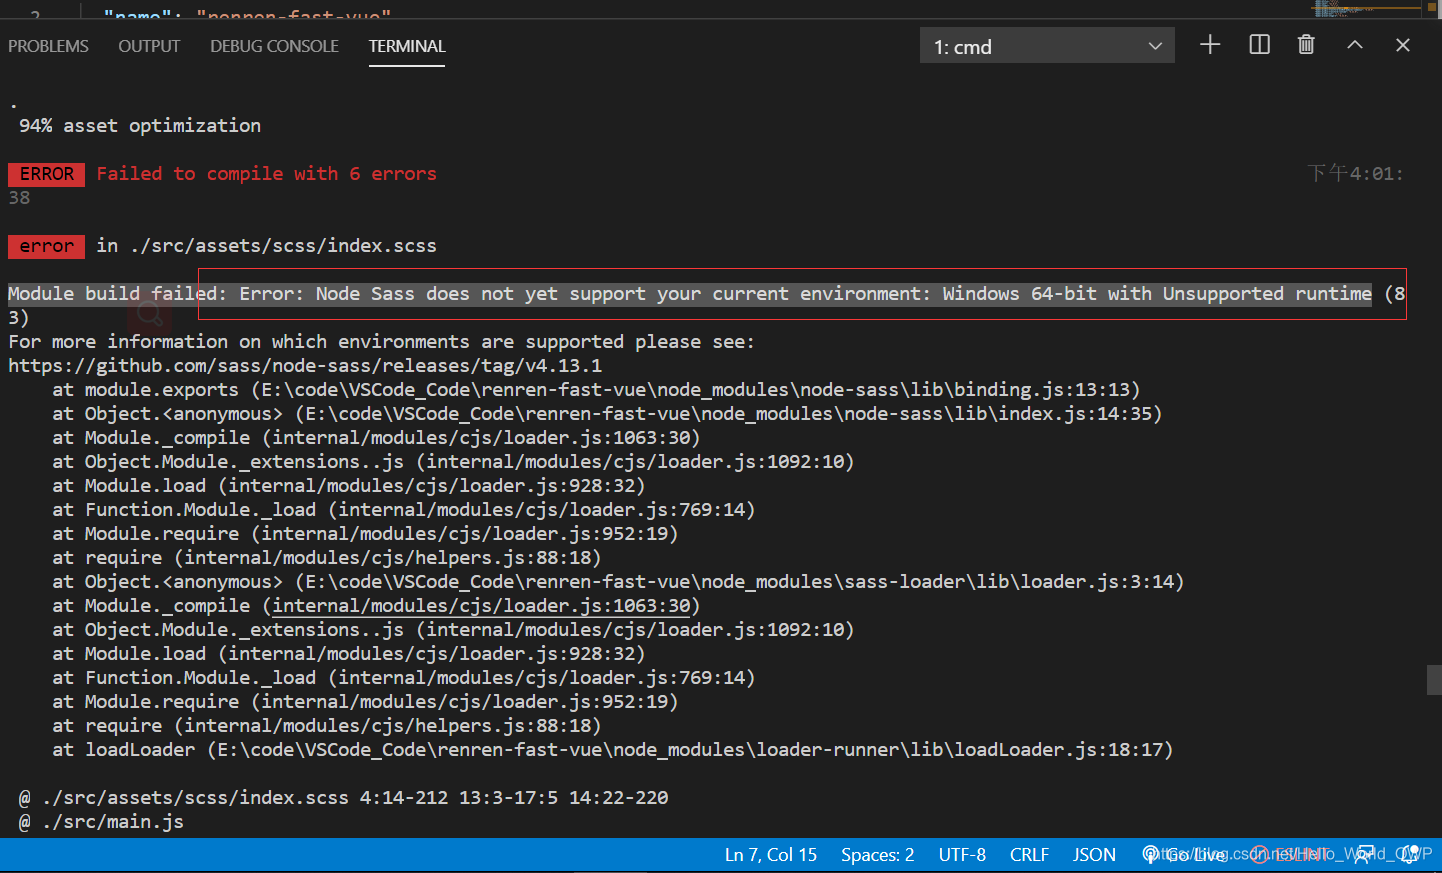 2 "name": "renren-fast-vue"
PROBLEMS OUTPUT DEBUG CONSOLE TERMINAL 1: cmd
.
94% asset optimization
ERROR Failed to compile with 6 errors 下午4:01:
38
error in ./src/assets/scss/index.scss
Module build failed: Error: Node Sass does not yet support your current environment: Windows 64-bit with Unsupported runtime (8
3)
For more information on which environments are supported please see:
https://github.com/sass/node-sass/releases/tag/v4.13.1
at module.exports (E:\code\VSCode_Code\renren-fast-vue\node_modules\node-sass\lib\binding.js:13:13)
at Object.<anonymous> (E:\code\VSCode_Code\renren-fast-vue\node_modules\node-sass\lib\index.js:14:35)
at Module._compile (internal/modules/cjs/loader.js:1063:30)
at Object.Module._extensions..js (internal/modules/cjs/loader.js:1092:10)
at Module.load (internal/modules/cjs/loader.js:928:32)
at Function.Module._load (internal/modules/cjs/loader.js:769:14)
at Module.require (internal/modules/cjs/loader.js:952:19)
at require (internal/modules/cjs/helpers.js:88:18)
at Object.<anonymous> (E:\code\VSCode_Code\renren-fast-vue\node_modules\sass-loader\lib\loader.js:3:14)
at Module._compile (internal/modules/cjs/loader.js:1063:30)
at Object.Module._extensions..js (internal/modules/cjs/loader.js:1092:10)
at Module.load (internal/modules/cjs/loader.js:928:32)
at Function.Module._load (internal/modules/cjs/loader.js:769:14)
at Module.require (internal/modules/cjs/loader.js:952:19)
at require (internal/modules/cjs/helpers.js:88:18)
at loadLoader (E:\code\VSCode_Code\renren-fast-vue\node_modules\loader-runner\lib\loadLoader.js:18:17)
@ ./src/assets/scss/index.scss 4:14-212 13:3-17:5 14:22-220
@ ./src/main.js
Ln 7, Col 15 Spaces: 2 UTF-8 CRLF JSON Go Live ESLINT
https://blog.csdn.net/Hello_World_QWP